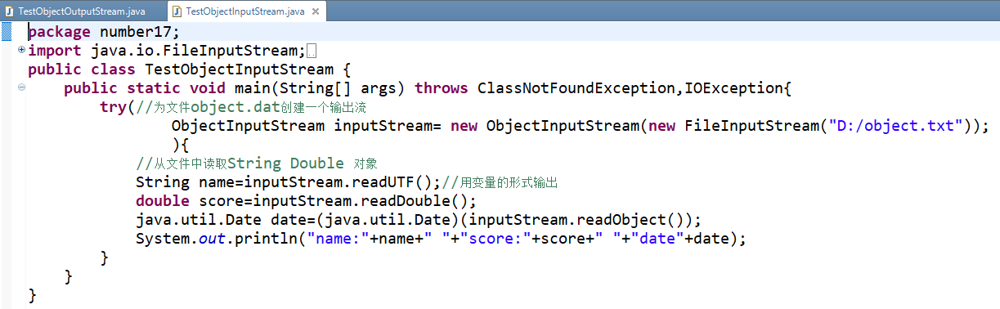 TestObjectOutputStream.java
TestObjectInputStream.java
package number17;
import java.io.FileInputStream;
public class TestObjectInputStream {
public static void main(String[] args) throws ClassNotFoundException,IOException{
try(//为文件object.dat创建一个输出流
ObjectInputStream inputStream= new ObjectInputStream(new FileInputStream("D:/object.txt"));
){
//从文件中读取String Double 对象
String name=inputStream.readUTF();//用变量的形式输出
double score=inputStream.readDouble();
java.util.Date date=(java.util.Date)(inputStream.readObject());
System.out.println("name:"+name+" "+"score:"+score+" "+"date"+date);
}
}
}